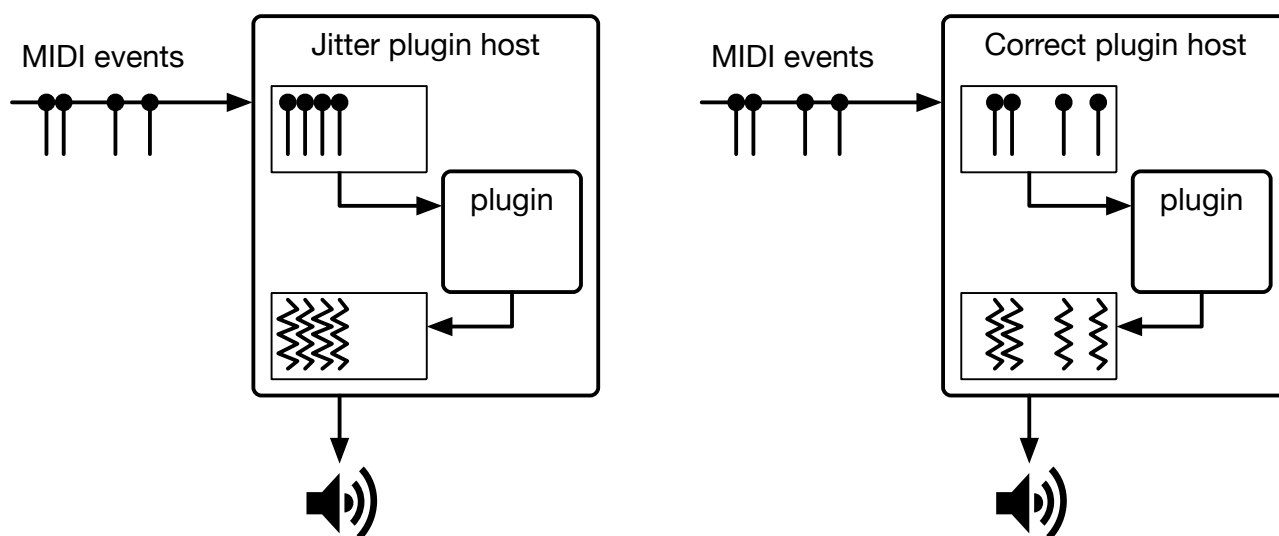 Jitter plugin host
MIDI events
plugin
Correct plugin host
MIDI events
plugin